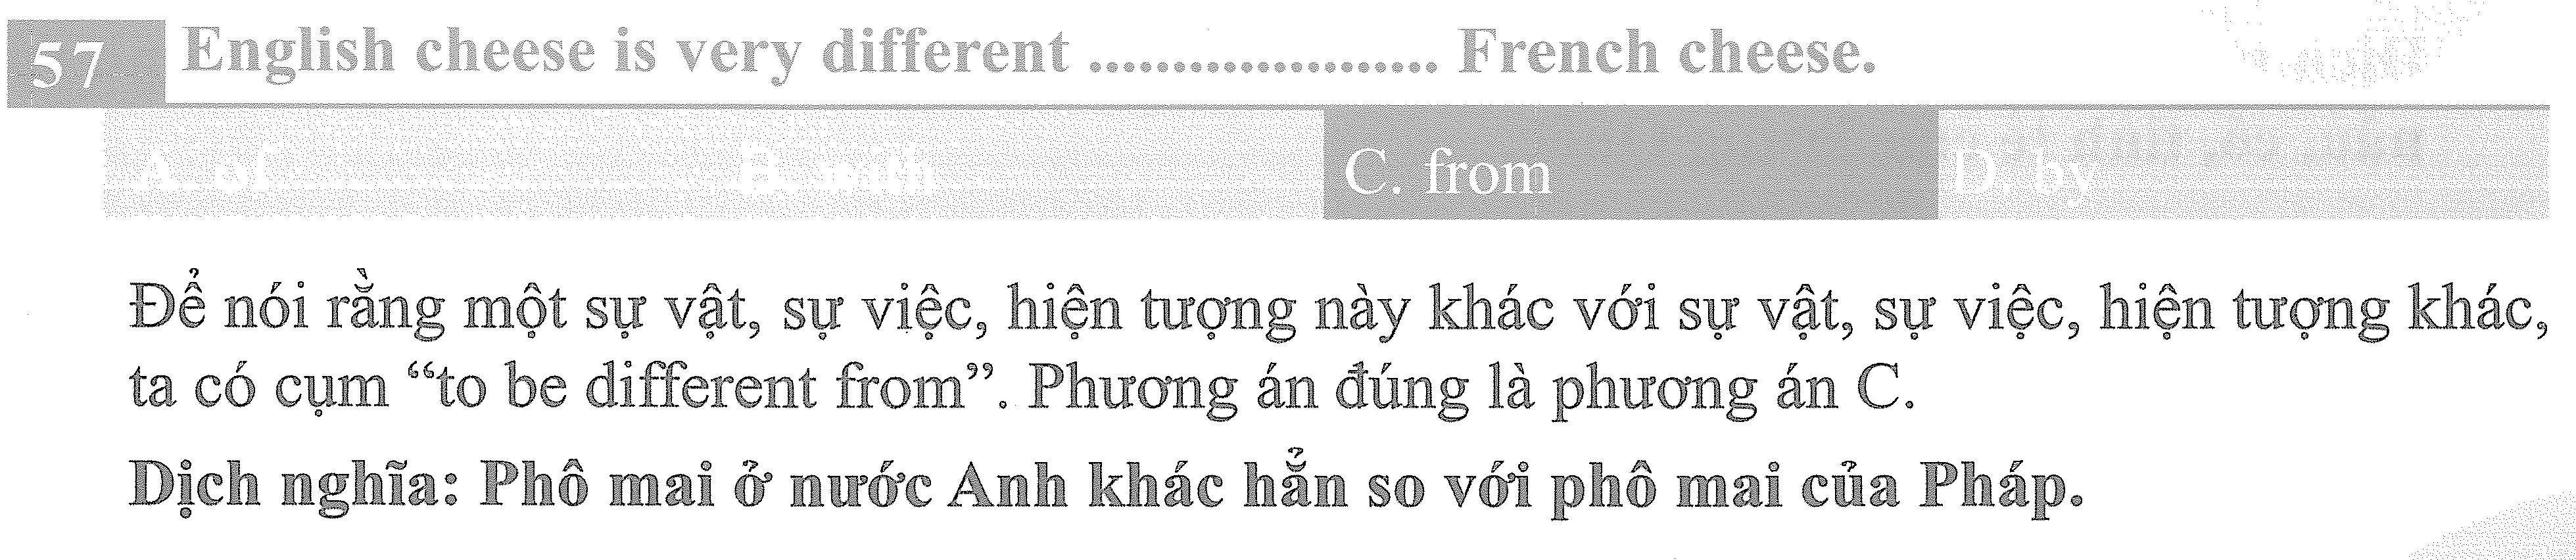 57 English cheese is very different .................... French cheese.
A. of B. with C. from D. by
Để nói rằng một sự vật, sự việc, hiện tượng này khác với sự vật, sự việc, hiện tượng khác,
ta có cụm “to be different from”. Phương án đúng là phương án C.
Dịch nghĩa: Phô mai ở nước Anh khác hẳn so với phô mai của Pháp.